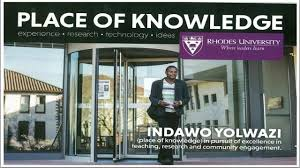 PLACE OF KNOWLEDGE
experience • research • technology • ideas
RHODES UNIVERSITY
Where leaders learn
NDAWO YOLWAZI
(place of knowledge) in pursuit of excellence in
teaching, research and community engagement.